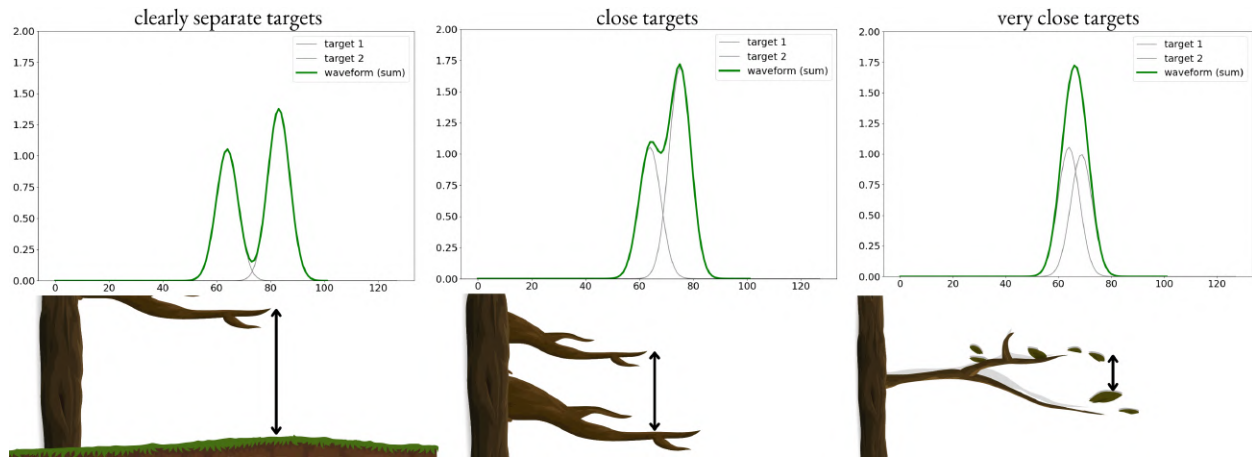 clearly separate targets
2.00
1.75
1.50
1.25
1.00
0.75
0.50
0.25
0.00
0 20 40 60 80 100 120
target 1
target 2
waveform (sum)
close targets
2.00
1.75
1.50
1.25
1.00
0.75
0.50
0.25
0.00
0 20 40 60 80 100 120
target 1
target 2
waveform (sum)
very close targets
2.00
1.75
1.50
1.25
1.00
0.75
0.50
0.25
0.00
0 20 40 60 80 100 120
target 1
target 2
waveform (sum)